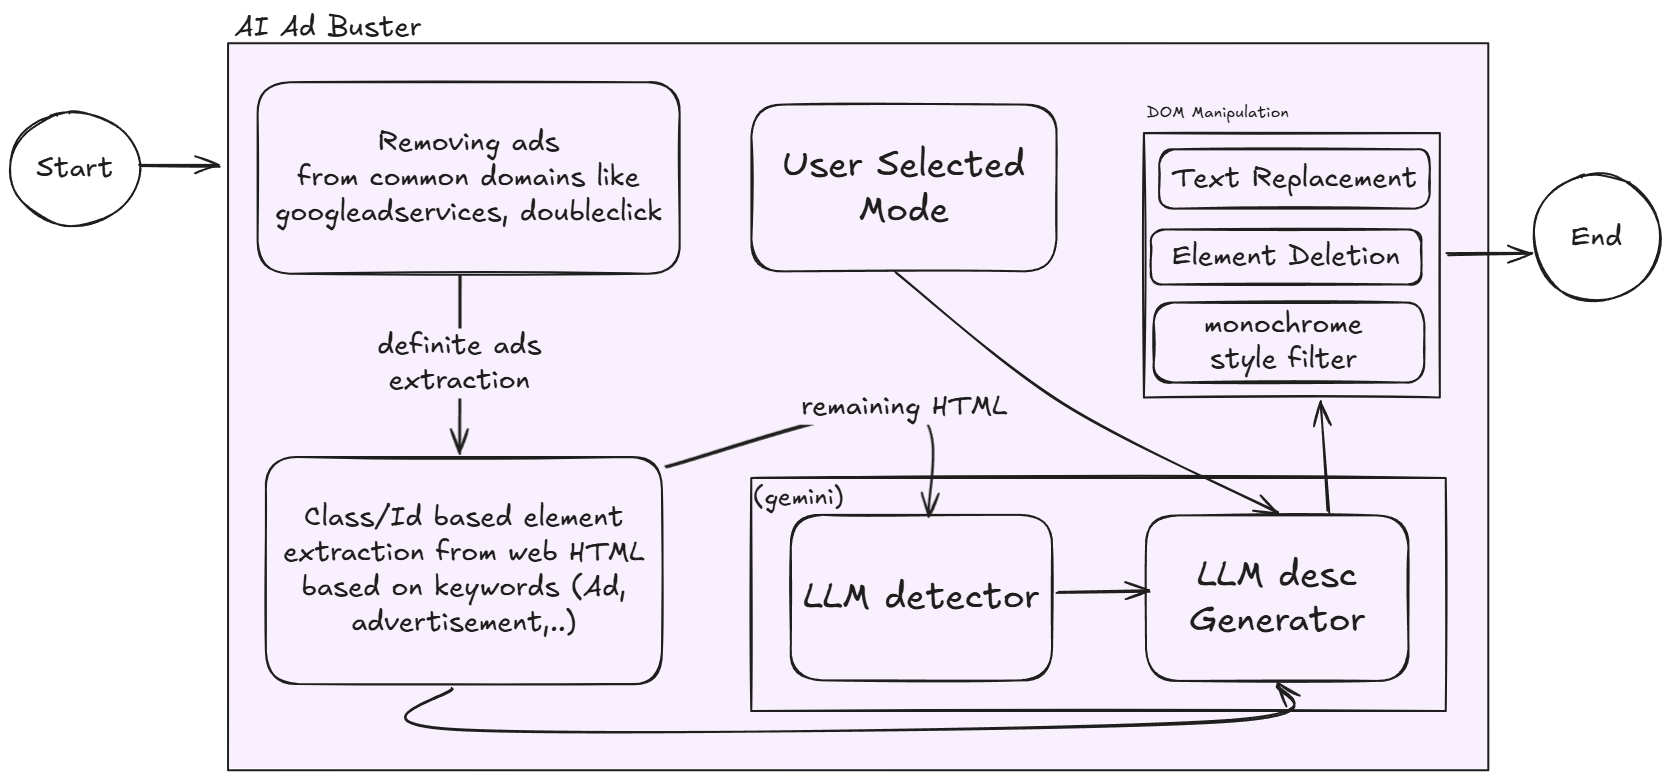 AI Ad Buster
Start
Removing ads
from common domains like
googleadservices, doubleclick
definite ads
extraction
Class/Id based element
extraction from web HTML
based on keywords (Ad,
advertisement,..)
remaining HTML
User Selected
Mode
(gemini)
LLM detector
LLM desc
Generator
DOM Manipulation
Text Replacement
Element Deletion
monochrome
style filter
End